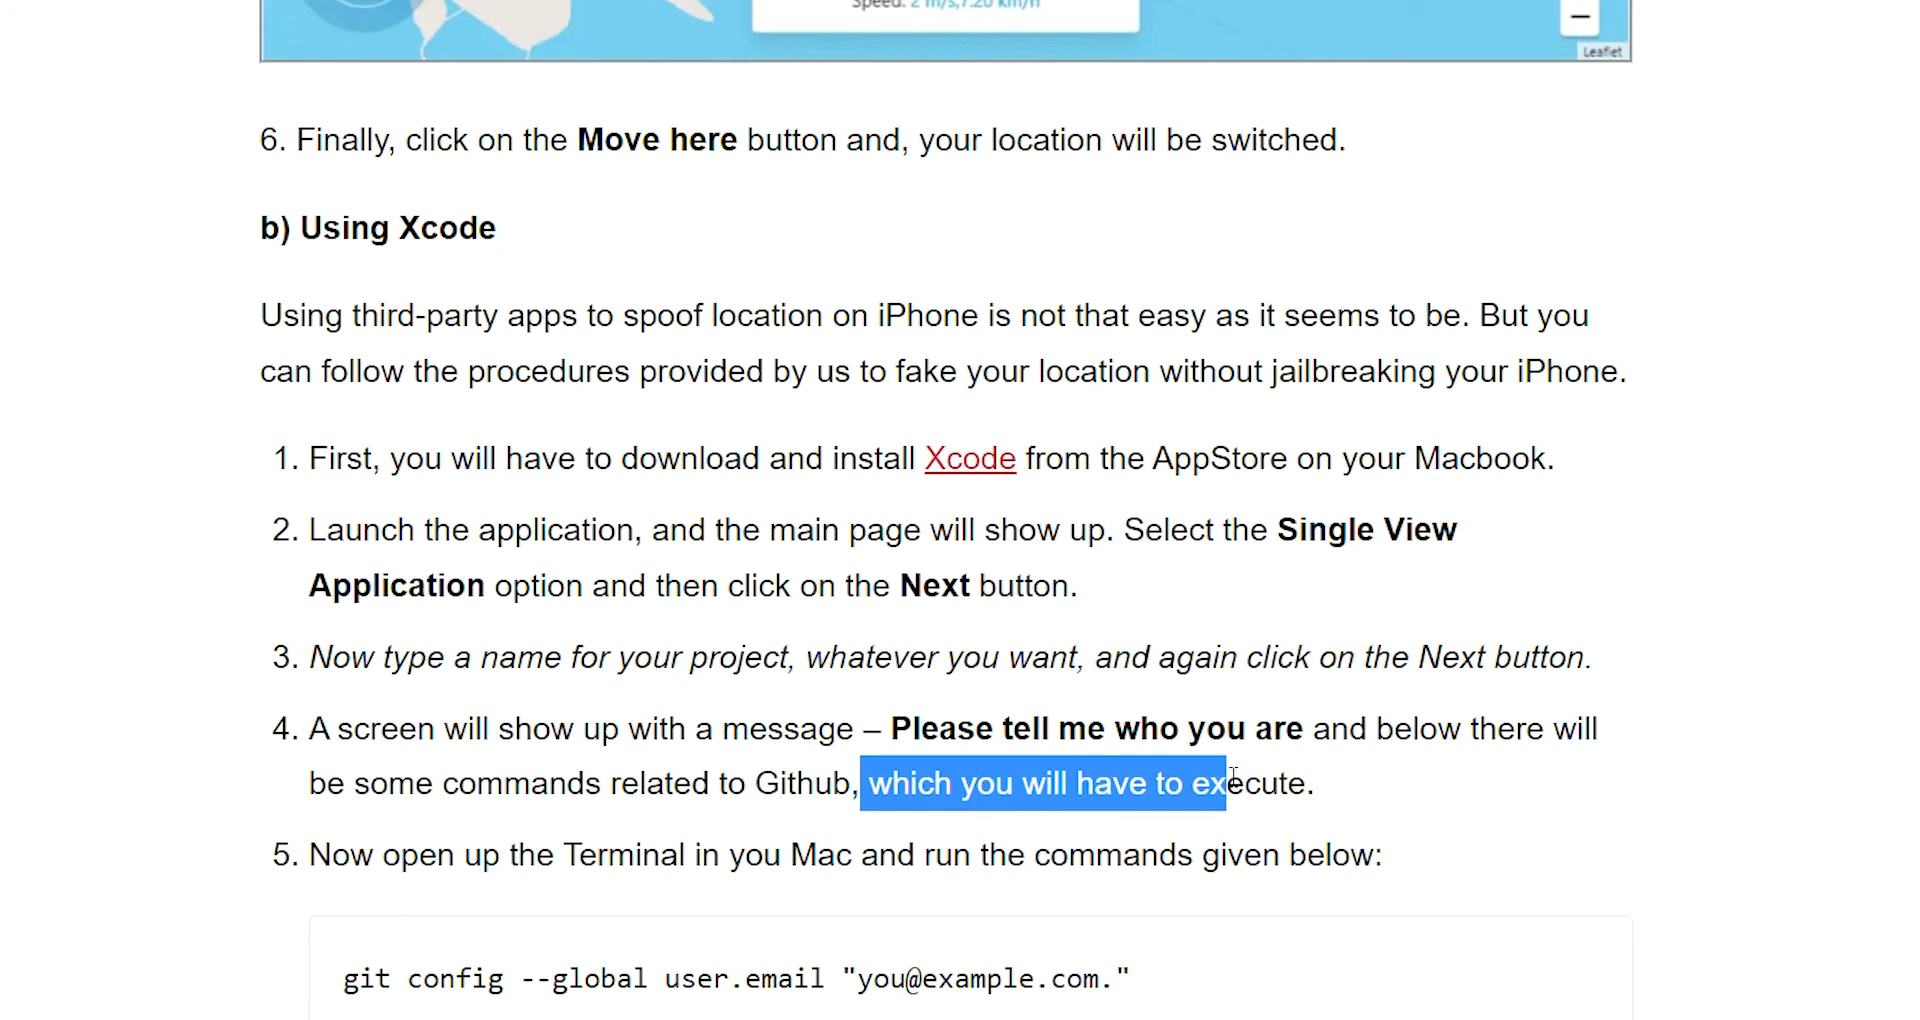 Speed: 2 m/s,7.20 km/h
−
Leaflet
6. Finally, click on the Move here button and, your location will be switched.
b) Using Xcode
Using third-party apps to spoof location on iPhone is not that easy as it seems to be. But you
can follow the procedures provided by us to fake your location without jailbreaking your iPhone.
1. First, you will have to download and install Xcode from the AppStore on your Macbook.
2. Launch the application, and the main page will show up. Select the Single View
Application option and then click on the Next button.
3. Now type a name for your project, whatever you want, and again click on the Next button.
4. A screen will show up with a message – Please tell me who you are and below there will
be some commands related to Github, which you will have to execute.
5. Now open up the Terminal in you Mac and run the commands given below:
git config --global user.email "you@example.com."